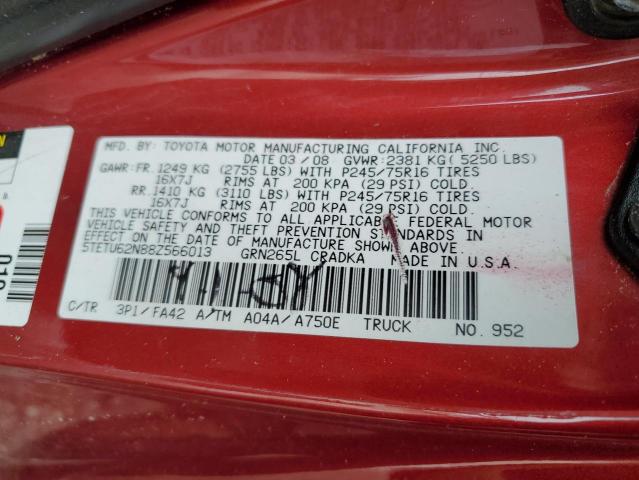 MFD. BY: TOYOTA MOTOR MANUFACTURING CALIFORNIA INC.
DATE 03/08 GVWR:2381 KG( 5250 LBS)
GAWR:FR.1249 KG (2755 LBS) WITH P245/75R16 TIRES
16X7J RIMS AT 200 KPA (29 PSI) COLD.
RR.1410 KG (3110 LBS) WITH P245/75R16 TIRES
16X7J RIMS AT 200 KPA (29 PSI) COLD.
THIS VEHICLE CONFORMS TO ALL APPLICABLE FEDERAL MOTOR
VEHICLE SAFETY AND THEFT PREVENTION STANDARDS IN
EFFECT ON THE DATE OF MANUFACTURE SHOWN ABOVE.
5TETU62N88Z566013 GRN265L CRADKA MADE IN U.S.A.
C/TR 3P1/FA42 A/TM A04A/A750E TRUCK NO. 952
013